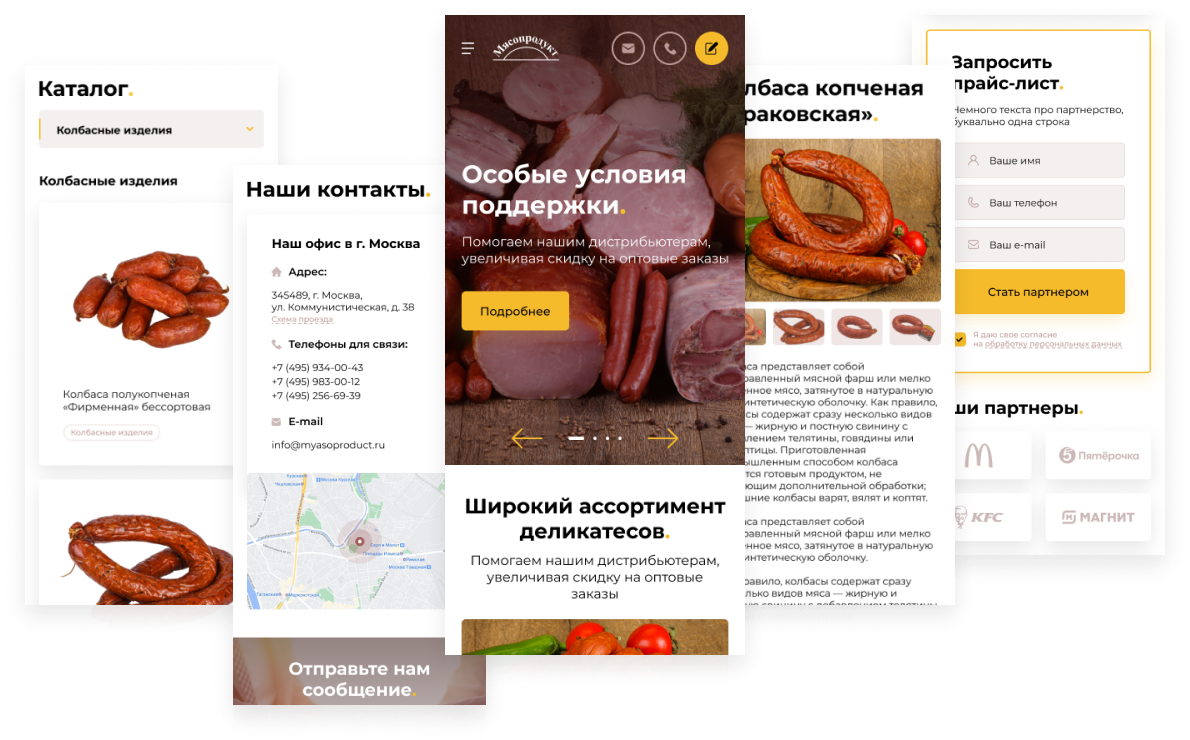 Каталог.
Колбасные изделия
Колбасные изделия
Колбаса полукопченая
«Фирменная» бессортовая
Колбасные изделия
Наши контакты.
Наш офис в г. Москва
Адрес:
345489, г. Москва,
ул. Коммунистическая, д. 38
Схема проезда
Телефоны для связи:
+7 (495) 934-00-43
+7 (495) 983-00-12
+7 (495) 256-69-39
E-mail
info@myasoproduct.ru
Отправьте нам
сообщение.
Мясопродукт
Особые условия
поддержки.
Помогаем нашим дистрибьютерам,
увеличивая скидку на оптовые заказы
Подробнее
Широкий ассортимент
деликатесов.
Помогаем нашим дистрибьютерам,
увеличивая скидку на оптовые
заказы
лбаса копченая
раковская».
са представляет собой
равленный мясной фарш или мелко
нное мясо, затянутое в натуральную
интетическую оболочку. Как правило,
сы содержат сразу несколько видов
— жирную и постную свинину с
лением телятины, говядины или
птицы. Приготовленная
ышленным способом колбаса
тся готовым продуктом, не
ющим дополнительной обработки;
шние колбасы варят, вялят и коптят.
са представляет собой
равленный мясной фарш или мелко
нное мясо, затянутое в натуральную
интетическую оболочку.
равило, колбасы содержат сразу
лько видов мяса — жирную и
Запросить
прайс-лист.
Немного текста про партнерство,
буквально одна строка
Ваше имя
Ваш телефон
Ваш e-mail
Стать партнером
Я даю свое согласие
на обработку персональных данных
ши партнеры.
5 Пятёрочка
KFC
М МАГНИТ